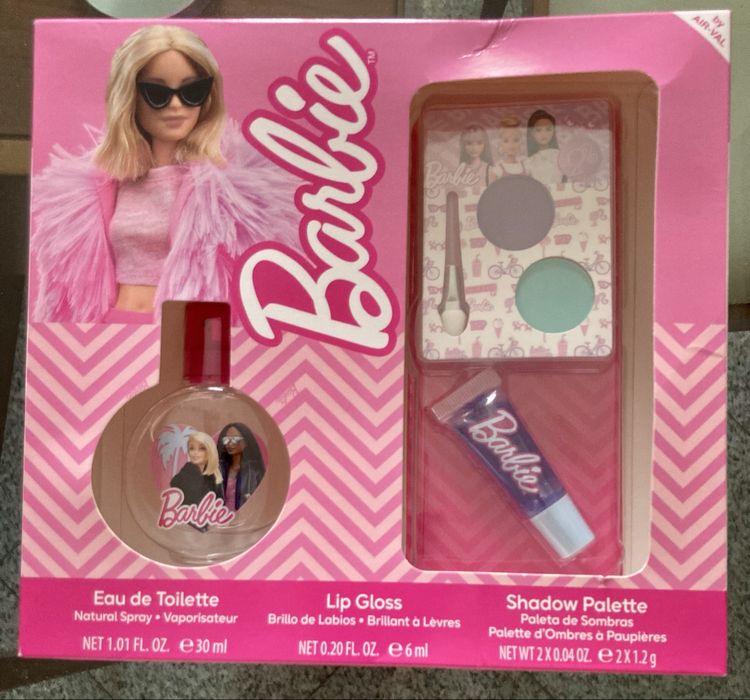 by
AIR-VAL
Barbie™
Barbie
Barbie
Barbie
Eau de Toilette
Natural Spray • Vaporisateur
NET 1.01 FL. OZ. ℮ 30 ml
Lip Gloss
Brillo de Labios • Brillant à Lèvres
NET 0.20 FL. OZ. ℮ 6 ml
Shadow Palette
Paleta de Sombras
Palette d'Ombres à Paupières
NET WT 2 X 0.04 OZ. ℮ 2 X 1.2 g